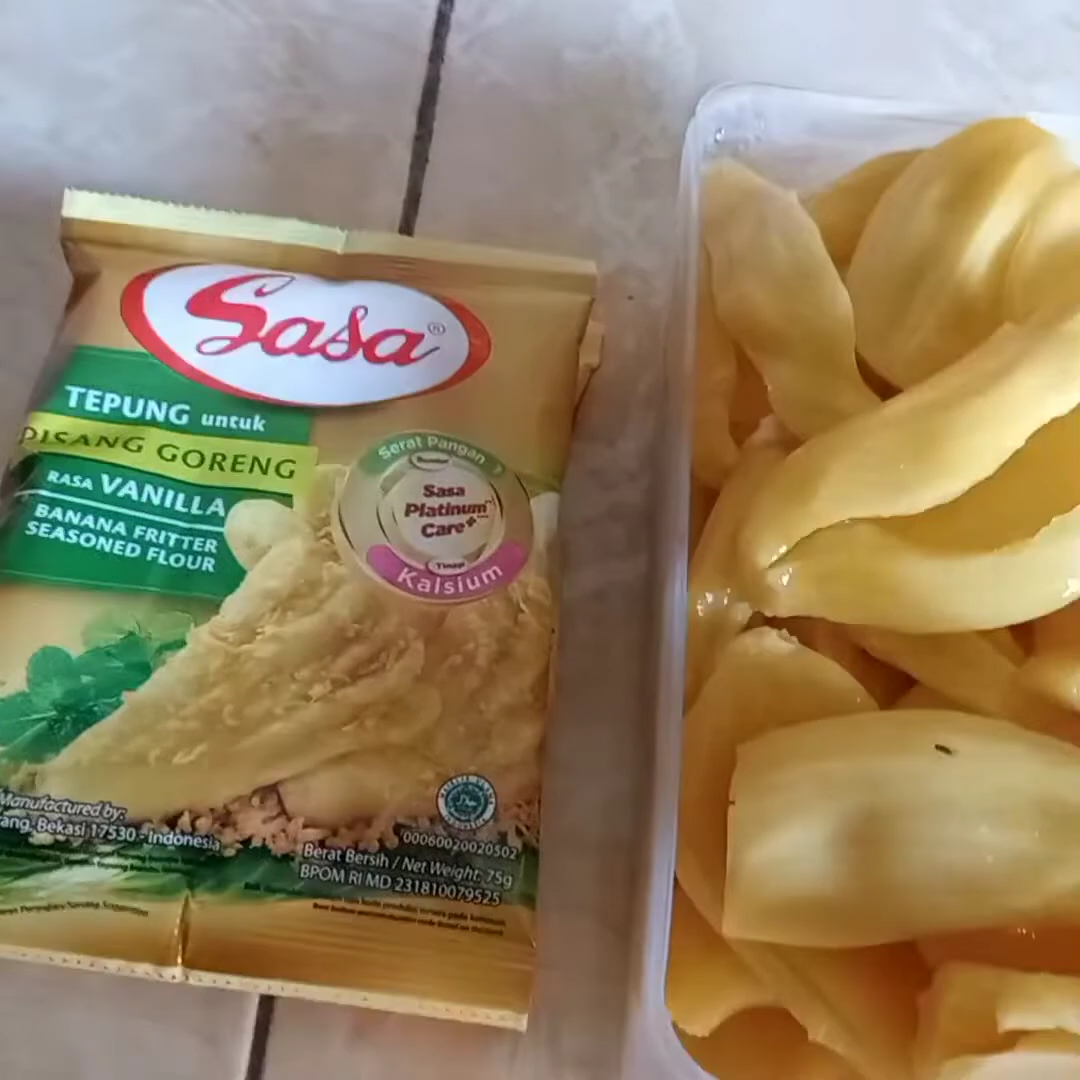 Sasa®
TEPUNG untuk
PISANG GORENG
RASA VANILLA
BANANA FRITTER
SEASONED FLOUR
Serat Pangan
Sasa
Platinum
Care+
Tinggi
Kalsium
Manufactured by:
Bekasi 17530 - Indonesia
00060020020502
Berat Bersih / Net Weight: 75g
BPOM RI MD 231810079525